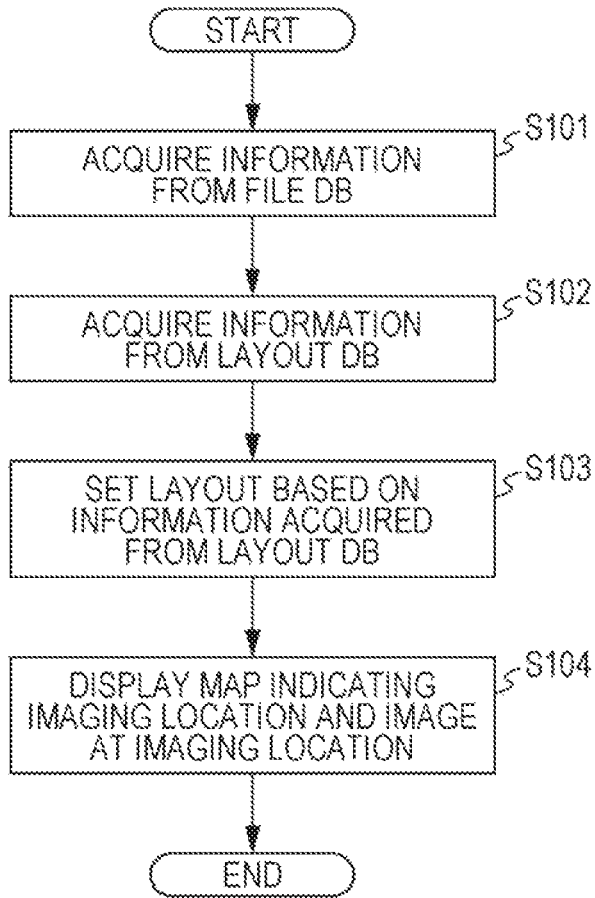 START
S101
ACQUIRE INFORMATION
FROM FILE DB
S102
ACQUIRE INFORMATION
FROM LAYOUT DB
S103
SET LAYOUT BASED ON
INFORMATION ACQUIRED
FROM LAYOUT DB
S104
DISPLAY MAP INDICATING
IMAGING LOCATION AND IMAGE
AT IMAGING LOCATION
END